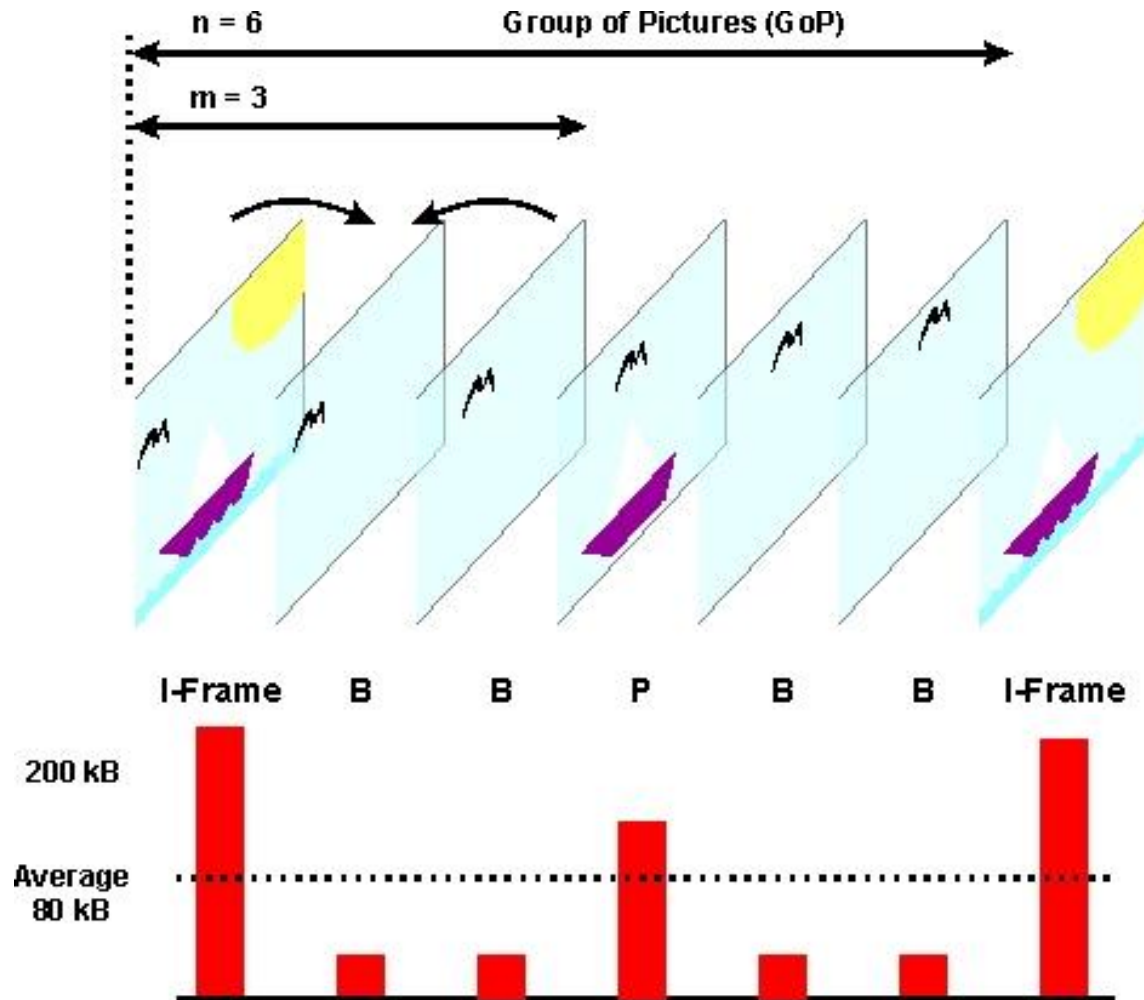 n = 6 Group of Pictures (GoP)
m = 3
I-Frame B B P B B I-Frame
200 kB
Average
80 kB